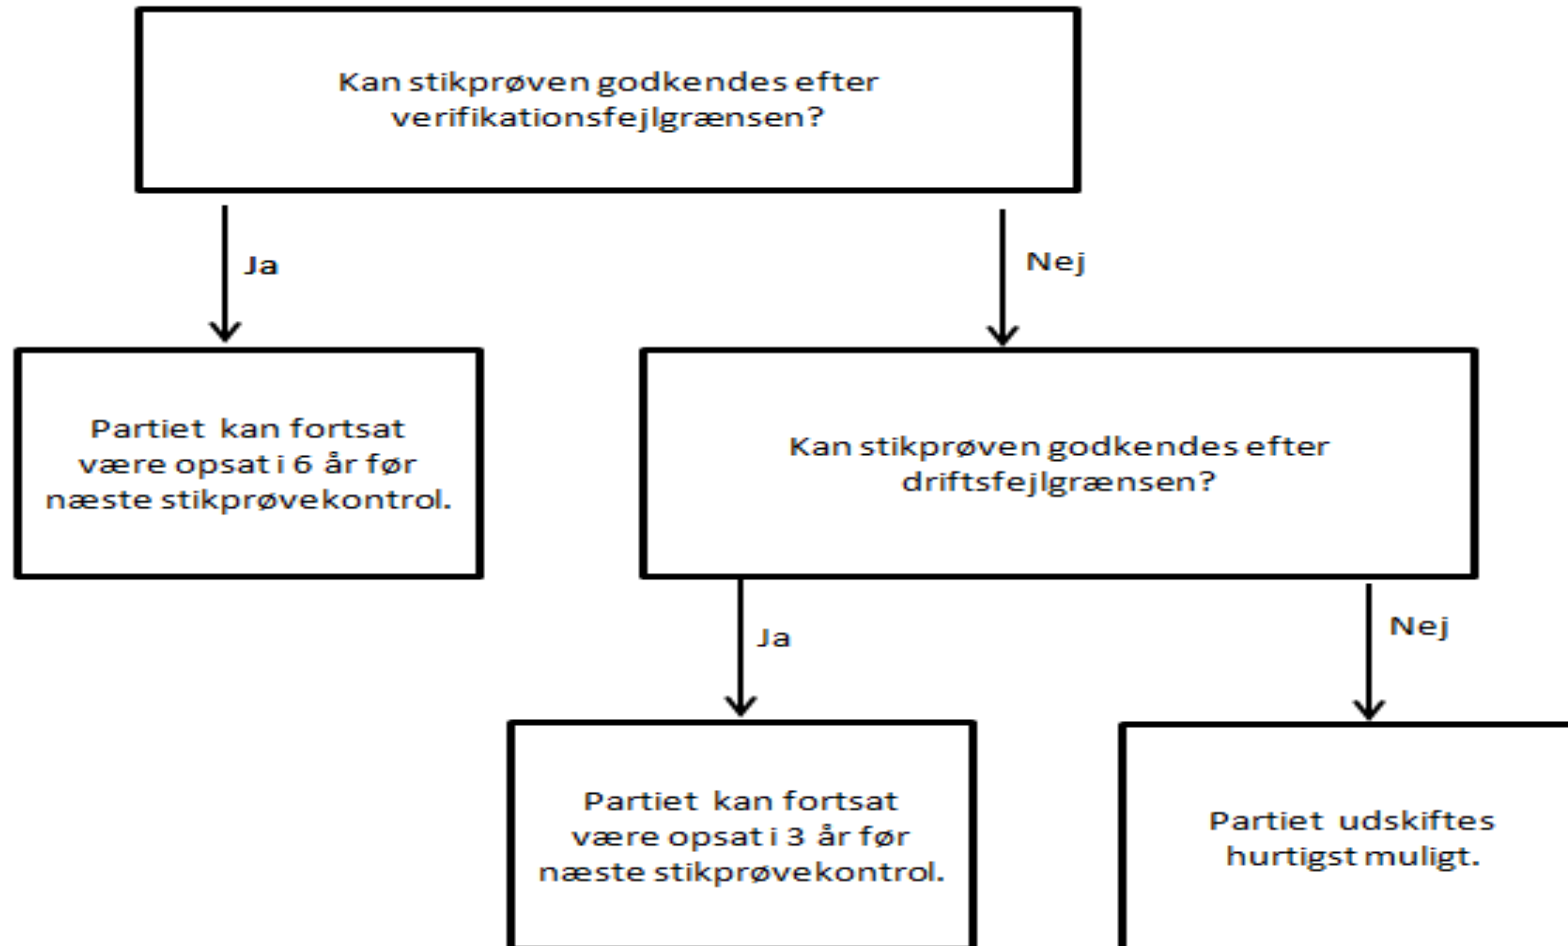 Kan stikprøven godkendes efter
verifikationsfejlgrænsen?
Ja
Nej
Partiet kan fortsat
være opsat i 6 år før
næste stikprøvekontrol.
Kan stikprøven godkendes efter
driftsfejlgrænsen?
Ja
Nej
Partiet kan fortsat
være opsat i 3 år før
næste stikprøvekontrol.
Partiet udskiftes
hurtigst muligt.